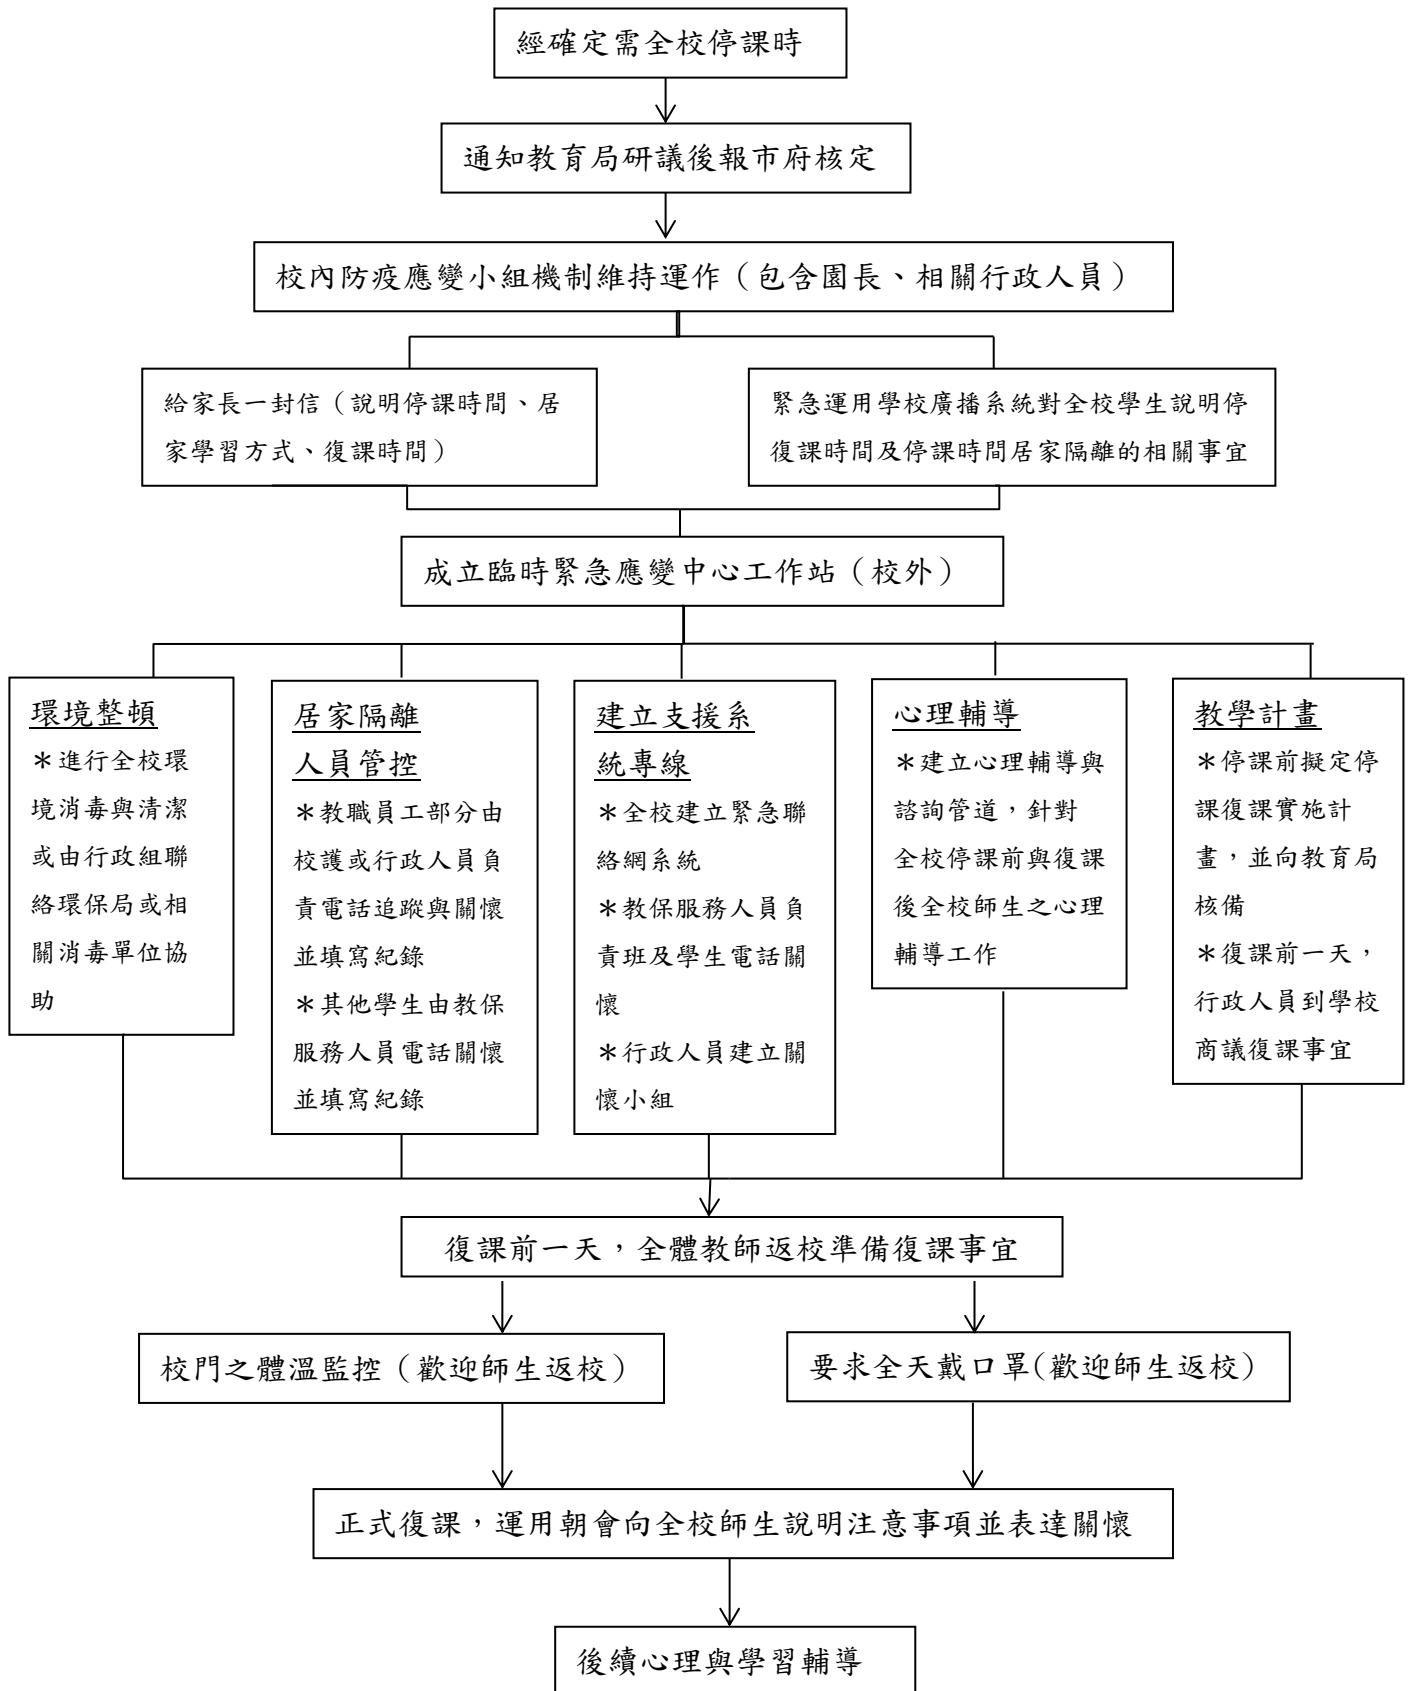 經確定需全校停課時
通知教育局研議後報市府核定
校內防疫應變小組機制維持運作（包含園長、相關行政人員）
給家長一封信（說明停課時間、居
家學習方式、復課時間）
緊急運用學校廣播系統對全校學生說明停
復課時間及停課時間居家隔離的相關事宜
成立臨時緊急應變中心工作站（校外）
環境整頓
＊進行全校環
境消毒與清潔
或由行政組聯
絡環保局或相
關消毒單位協
助
居家隔離
人員管控
＊教職員工部分由
校護或行政人員負
責電話追蹤與關懷
並填寫紀錄
＊其他學生由教保
服務人員電話關懷
並填寫紀錄
建立支援系
統專線
＊全校建立緊急聯
絡網系統
＊教保服務人員負
責班及學生電話關
懷
＊行政人員建立關
懷小組
心理輔導
＊建立心理輔導與
諮詢管道，針對
全校停課前與復課
後全校師生之心理
輔導工作
教學計畫
＊停課前擬定停
課復課實施計
畫，並向教育局
核備
＊復課前一天，
行政人員到學校
商議復課事宜
復課前一天，全體教師返校準備復課事宜
校門之體溫監控（歡迎師生返校）
要求全天戴口罩(歡迎師生返校）
正式復課，運用朝會向全校師生說明注意事項並表達關懷
後續心理與學習輔導